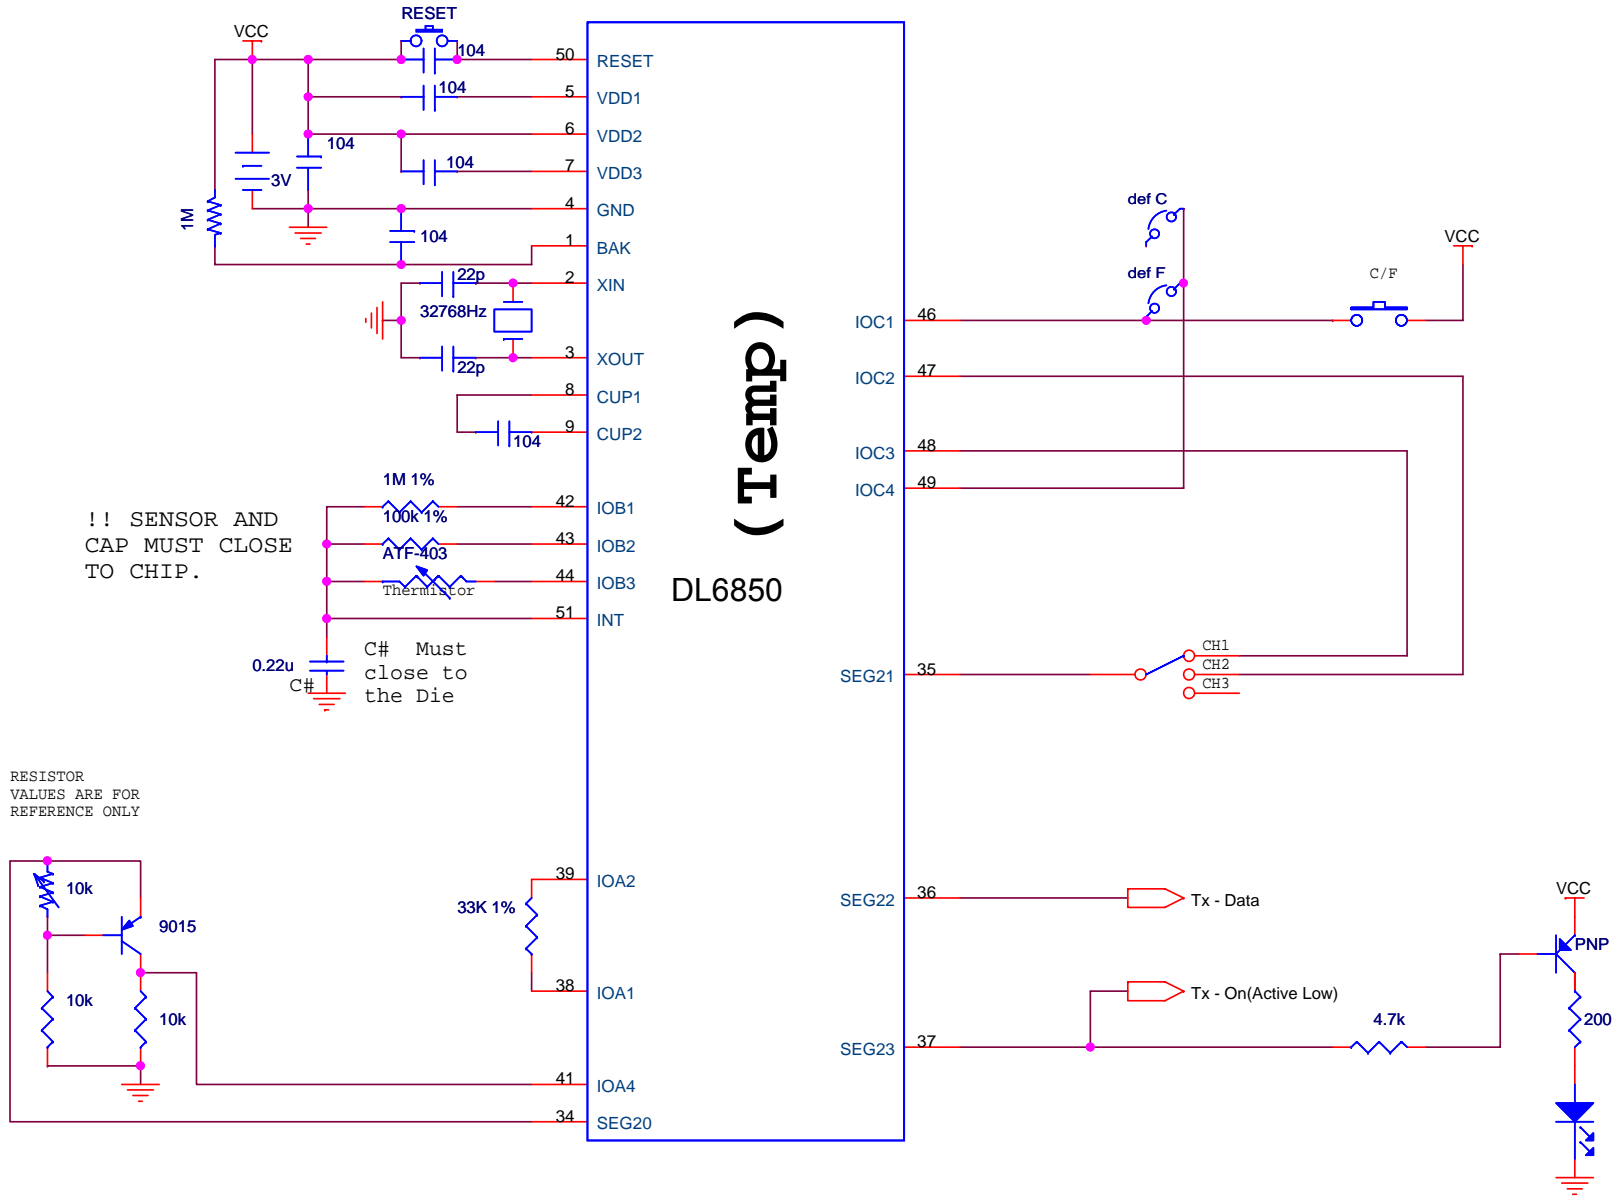 RESET
VCC
104
50
RESET
104
5
VDD1
6
VDD2
104
104
7
VDD3
3V
4
GND
1M
104
1
BAK
22p
2
XIN
32768Hz
3
XOUT
22p
8
CUP1
9
CUP2
104
1M 1%
42
IOB1
100k 1%
43
IOB2
ATF-403
44
IOB3
Thermistor
51
INT
!! SENSOR AND
CAP MUST CLOSE
TO CHIP.
0.22u
C#
C# Must
close to
the Die
(Temp)
DL6850
def C
def F
VCC
C/F
IOC1
46
IOC2
47
IOC3
48
IOC4
49
SEG21
35
CH1
CH2
CH3
RESISTOR
VALUES ARE FOR
REFERENCE ONLY
10k
9015
10k
10k
39
IOA2
33K 1%
38
IOA1
41
IOA4
34
SEG20
SEG22
36
Tx - Data
Tx - On(Active Low)
SEG23
37
4.7k
VCC
PNP
200